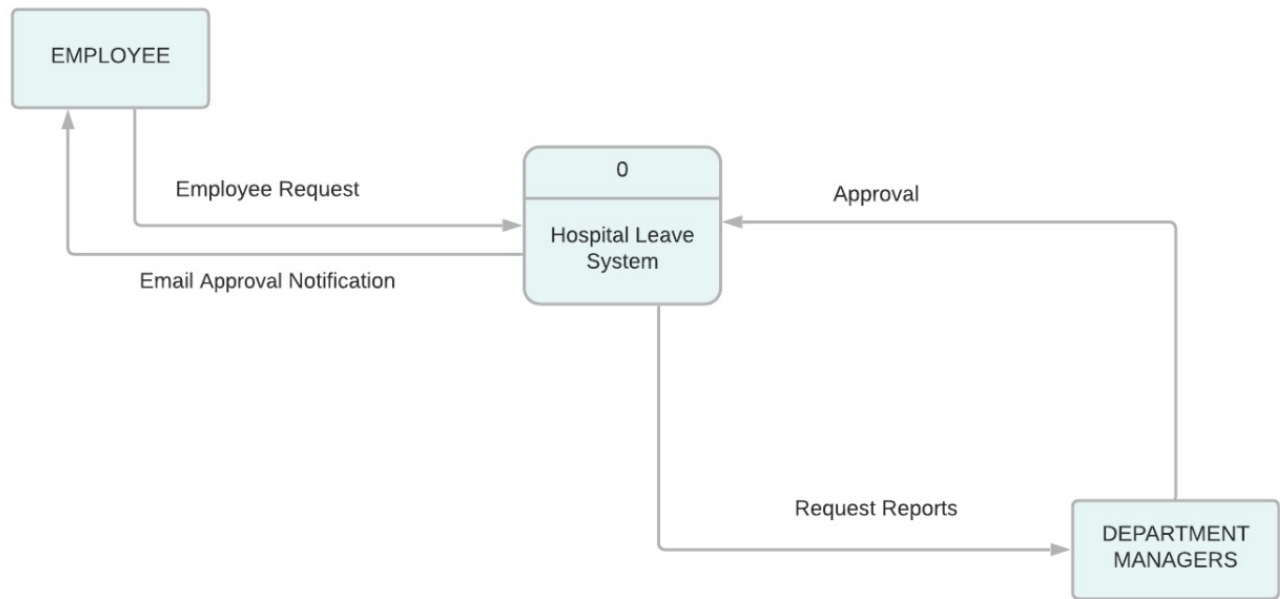 EMPLOYEE
0
Employee Request
Approval
Hospital Leave
System
Email Approval Notification
Request Reports
DEPARTMENT
MANAGERS